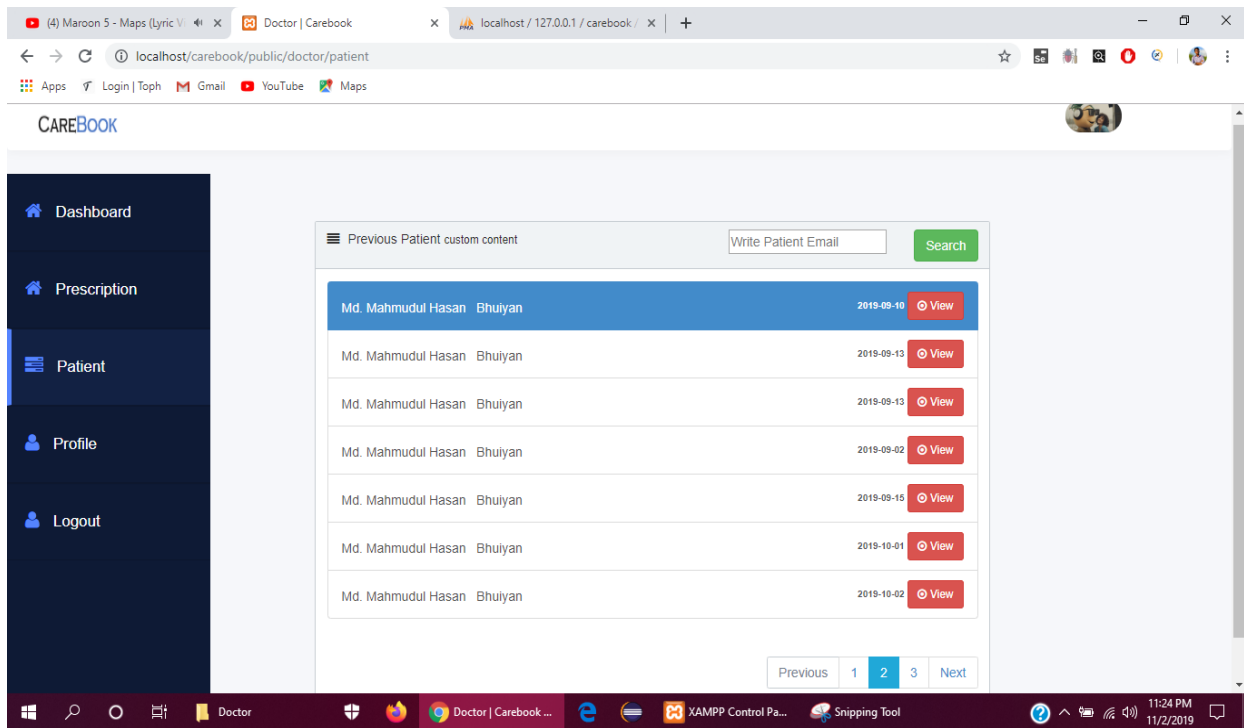 (4) Maroon 5 - Maps (Lyric Vi
Doctor | Carebook
localhost / 127.0.0.1 / carebook /
localhost/carebook/public/doctor/patient
Apps Login | Toph Gmail YouTube Maps
CAREBOOK
Dashboard
Prescription
Patient
Profile
Logout
Previous Patient custom content Write Patient Email Search
Md. Mahmudul Hasan Bhuiyan 2019-09-10 View
Md. Mahmudul Hasan Bhuiyan 2019-09-13 View
Md. Mahmudul Hasan Bhuiyan 2019-09-13 View
Md. Mahmudul Hasan Bhuiyan 2019-09-02 View
Md. Mahmudul Hasan Bhuiyan 2019-09-15 View
Md. Mahmudul Hasan Bhuiyan 2019-10-01 View
Md. Mahmudul Hasan Bhuiyan 2019-10-02 View
Previous 1 2 3 Next
Doctor Doctor | Carebook ... XAMPP Control Pa... Snipping Tool
11:24 PM
11/2/2019